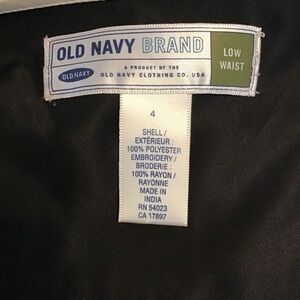 OLD NAVY BRAND
LOW
WAIST
OLD NAVY
A PRODUCT OF THE
OLD NAVY CLOTHING CO. USA
4
SHELL /
EXTÉRIEUR :
100% POLYESTER
EMBROIDERY /
BRODERIE :
100% RAYON /
RAYONNE
MADE IN
INDIA
RN 54023
CA 17897